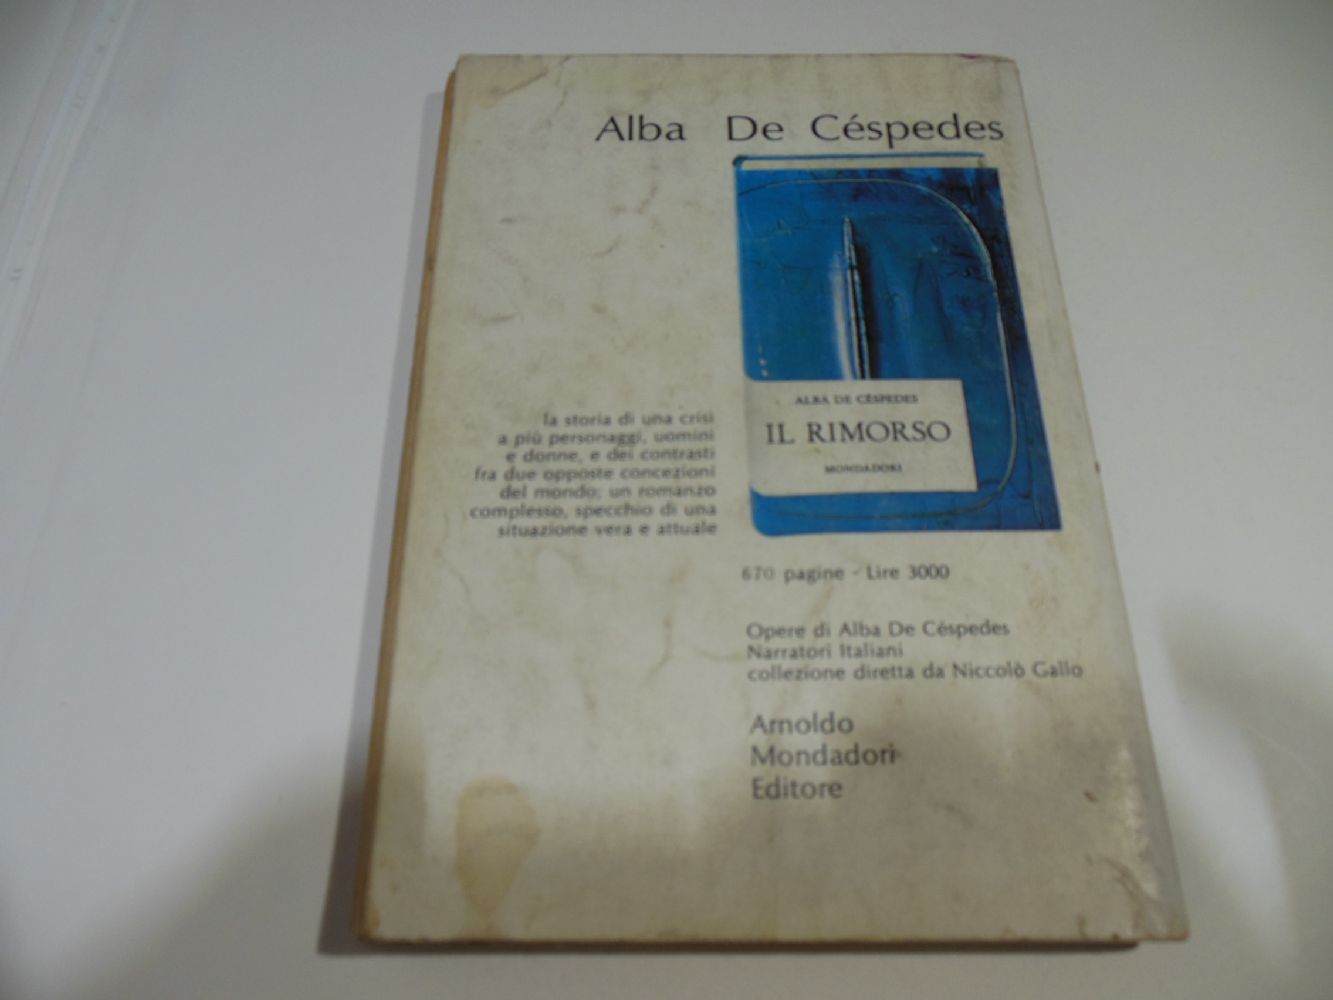 Alba De Céspedes
ALBA DE CÉSPEDES
IL RIMORSO
MONDADORI
la storia di una crisi
a più personaggi, uomini
e donne, e dei contrasti
fra due opposte concezioni
del mondo; un romanzo
complesso, specchio di una
situazione vera e attuale
670 pagine - Lire 3000
Opere di Alba De Céspedes
Narratori Italiani
collezione diretta da Niccolò Gallo
Arnoldo
Mondadori
Editore